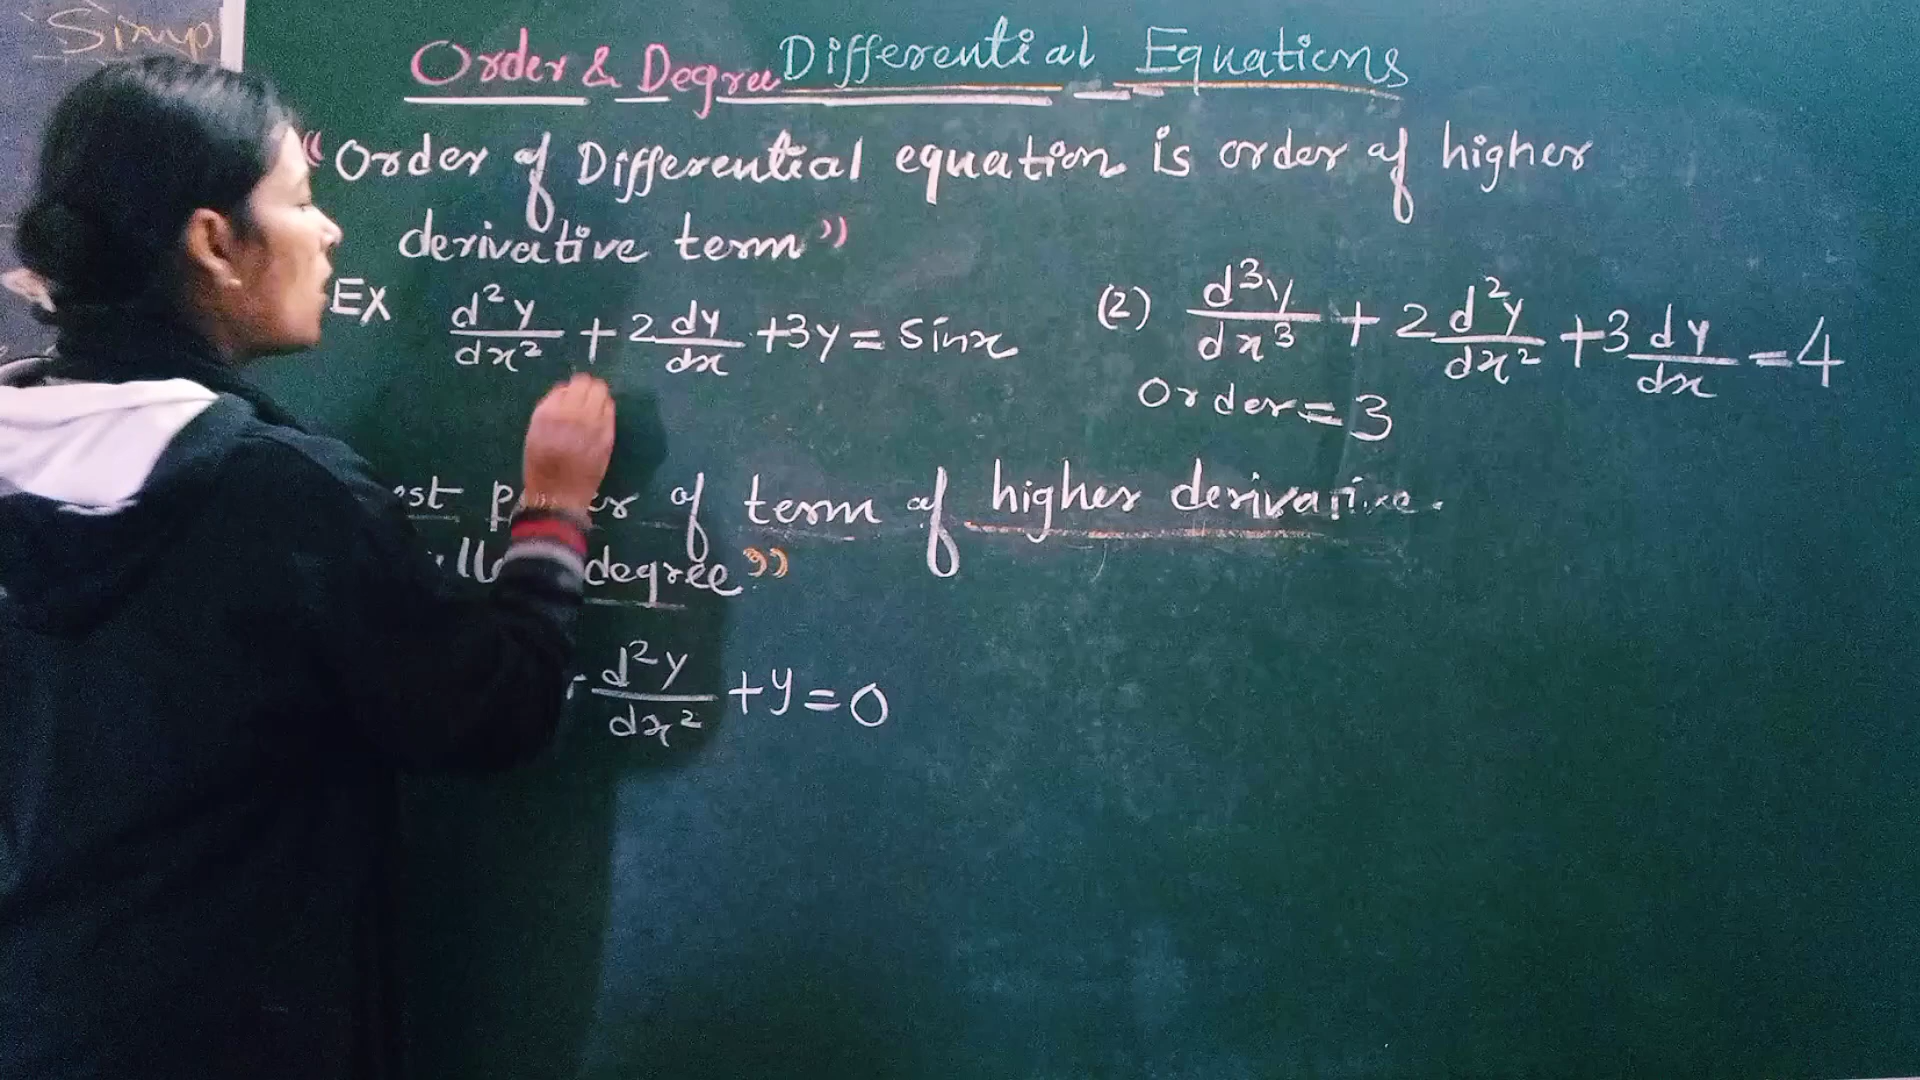 Simp
Order & Degree Differential Equations
"Order of Differential equation is order of higher
derivative term"
Ex d²y/dx² + 2 dy/dx + 3y = sinx
(2) d³y/dx³ + 2 d²y/dx² + 3 dy/dx = 4
Order = 3
of term of higher derivative.
degree"
d²y/dx² + y = 0